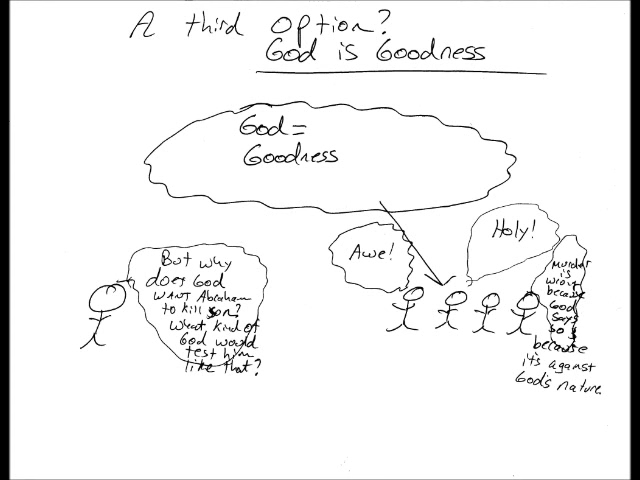 A third option?
God is Goodness
God =
Goodness
Awe!
Holy!
But why
does God
WANT Abraham
to kill son?
What kind of
God would
test him
like that?
Murder
is
wrong
because
God
says
so &
because
it's against
God's nature.